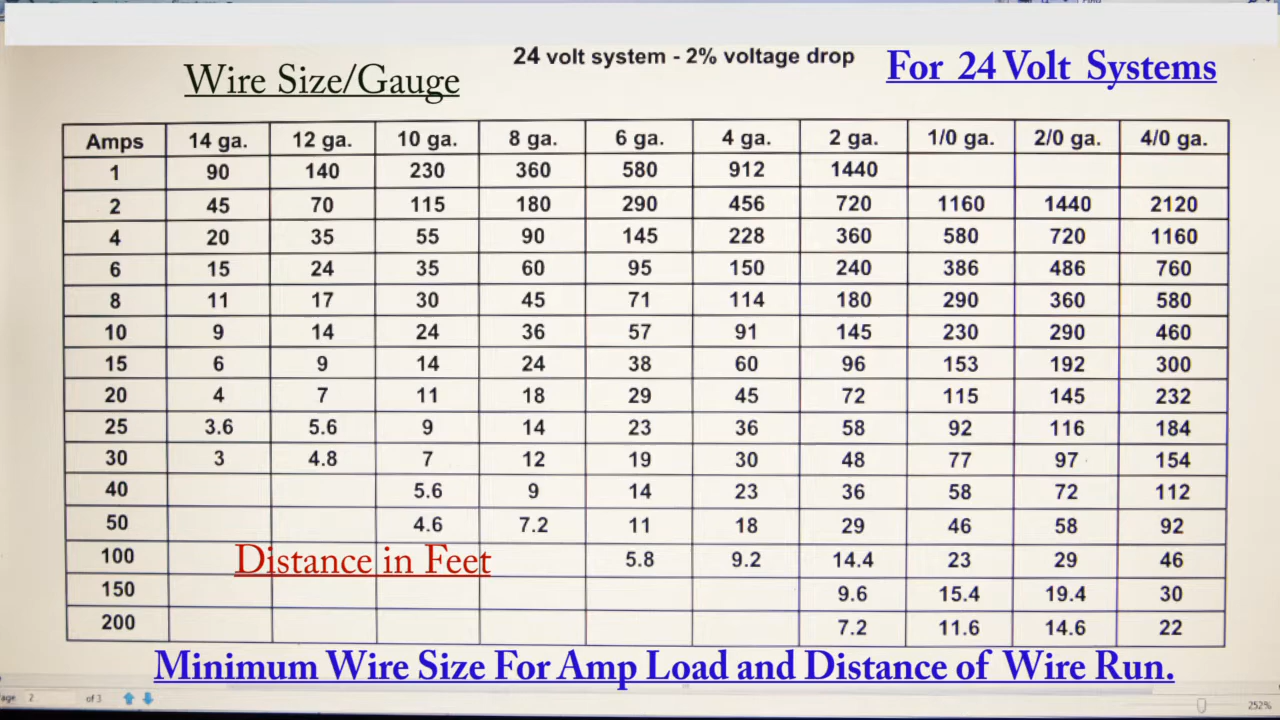 24 volt system - 2% voltage drop
For 24 Volt Systems
Wire Size/Gauge
Amps 14 ga. 12 ga. 10 ga. 8 ga. 6 ga. 4 ga. 2 ga. 1/0 ga. 2/0 ga. 4/0 ga.
1 90 140 230 360 580 912 1440
2 45 70 115 180 290 456 720 1160 1440 2120
4 20 35 55 90 145 228 360 580 720 1160
6 15 24 35 60 95 150 240 386 486 760
8 11 17 30 45 71 114 180 290 360 580
10 9 14 24 36 57 91 145 230 290 460
15 6 9 14 24 38 60 96 153 192 300
20 4 7 11 18 29 45 72 115 145 232
25 3.6 5.6 9 14 23 36 58 92 116 184
30 3 4.8 7 12 19 30 48 77 97 154
40 5.6 9 14 23 36 58 72 112
50 4.6 7.2 11 18 29 46 58 92
100 5.8 9.2 14.4 23 29 46
Distance in Feet
150 9.6 15.4 19.4 30
200 7.2 11.6 14.6 22
Minimum Wire Size For Amp Load and Distance of Wire Run.
2 of 3 252%